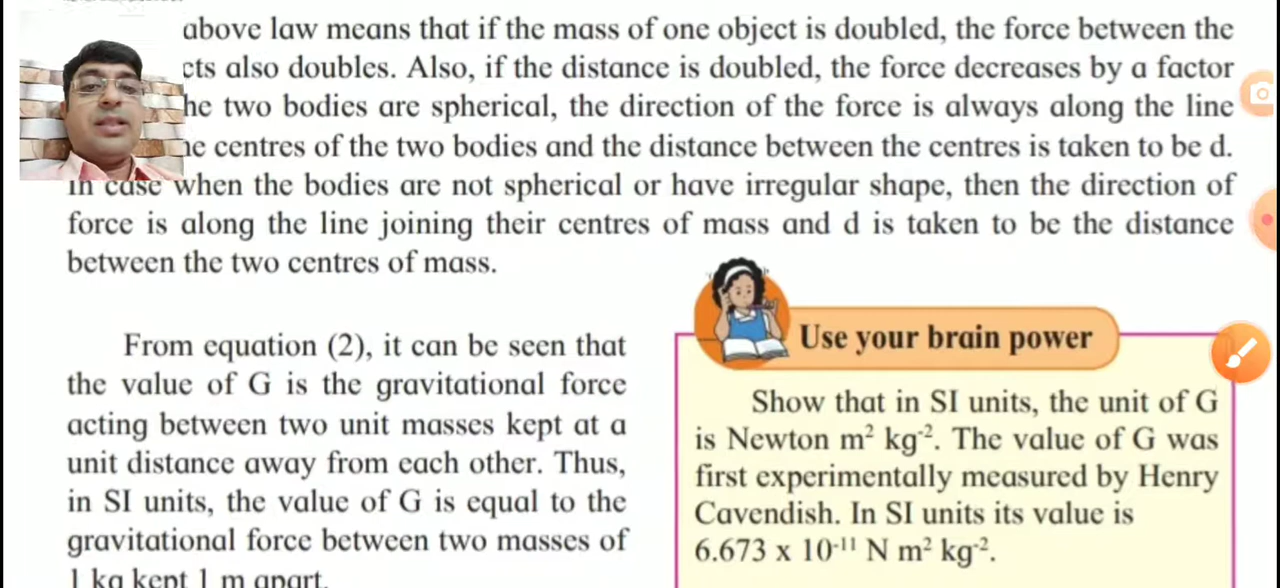 above law means that if the mass of one object is doubled, the force between the
cts also doubles. Also, if the distance is doubled, the force decreases by a factor
he two bodies are spherical, the direction of the force is always along the line
he centres of the two bodies and the distance between the centres is taken to be d.
In case when the bodies are not spherical or have irregular shape, then the direction of
force is along the line joining their centres of mass and d is taken to be the distance
between the two centres of mass.
From equation (2), it can be seen that
the value of G is the gravitational force
acting between two unit masses kept at a
unit distance away from each other. Thus,
in SI units, the value of G is equal to the
gravitational force between two masses of
1 kg kept 1 m apart.
Use your brain power
Show that in SI units, the unit of G
is Newton m² kg⁻². The value of G was
first experimentally measured by Henry
Cavendish. In SI units its value is
6.673 x 10⁻¹¹ N m² kg⁻².